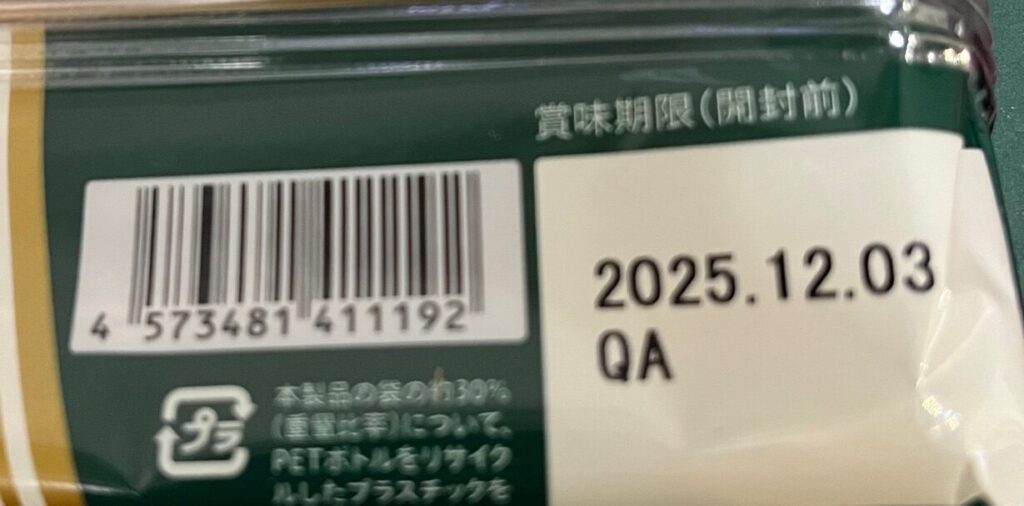 賞味期限(開封前)
2025.12.03
QA
4 573481 411192
プラ
本製品の袋の約30%
(重量比率)について、
PETボトルをリサイク
ルしたプラスチックを